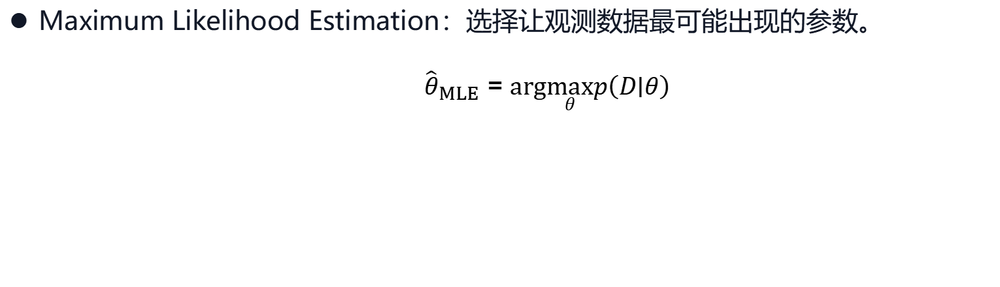 ● Maximum Likelihood Estimation：选择让观测数据最可能出现的参数。
θ̂_MLE = argmax_θ p(D|θ)